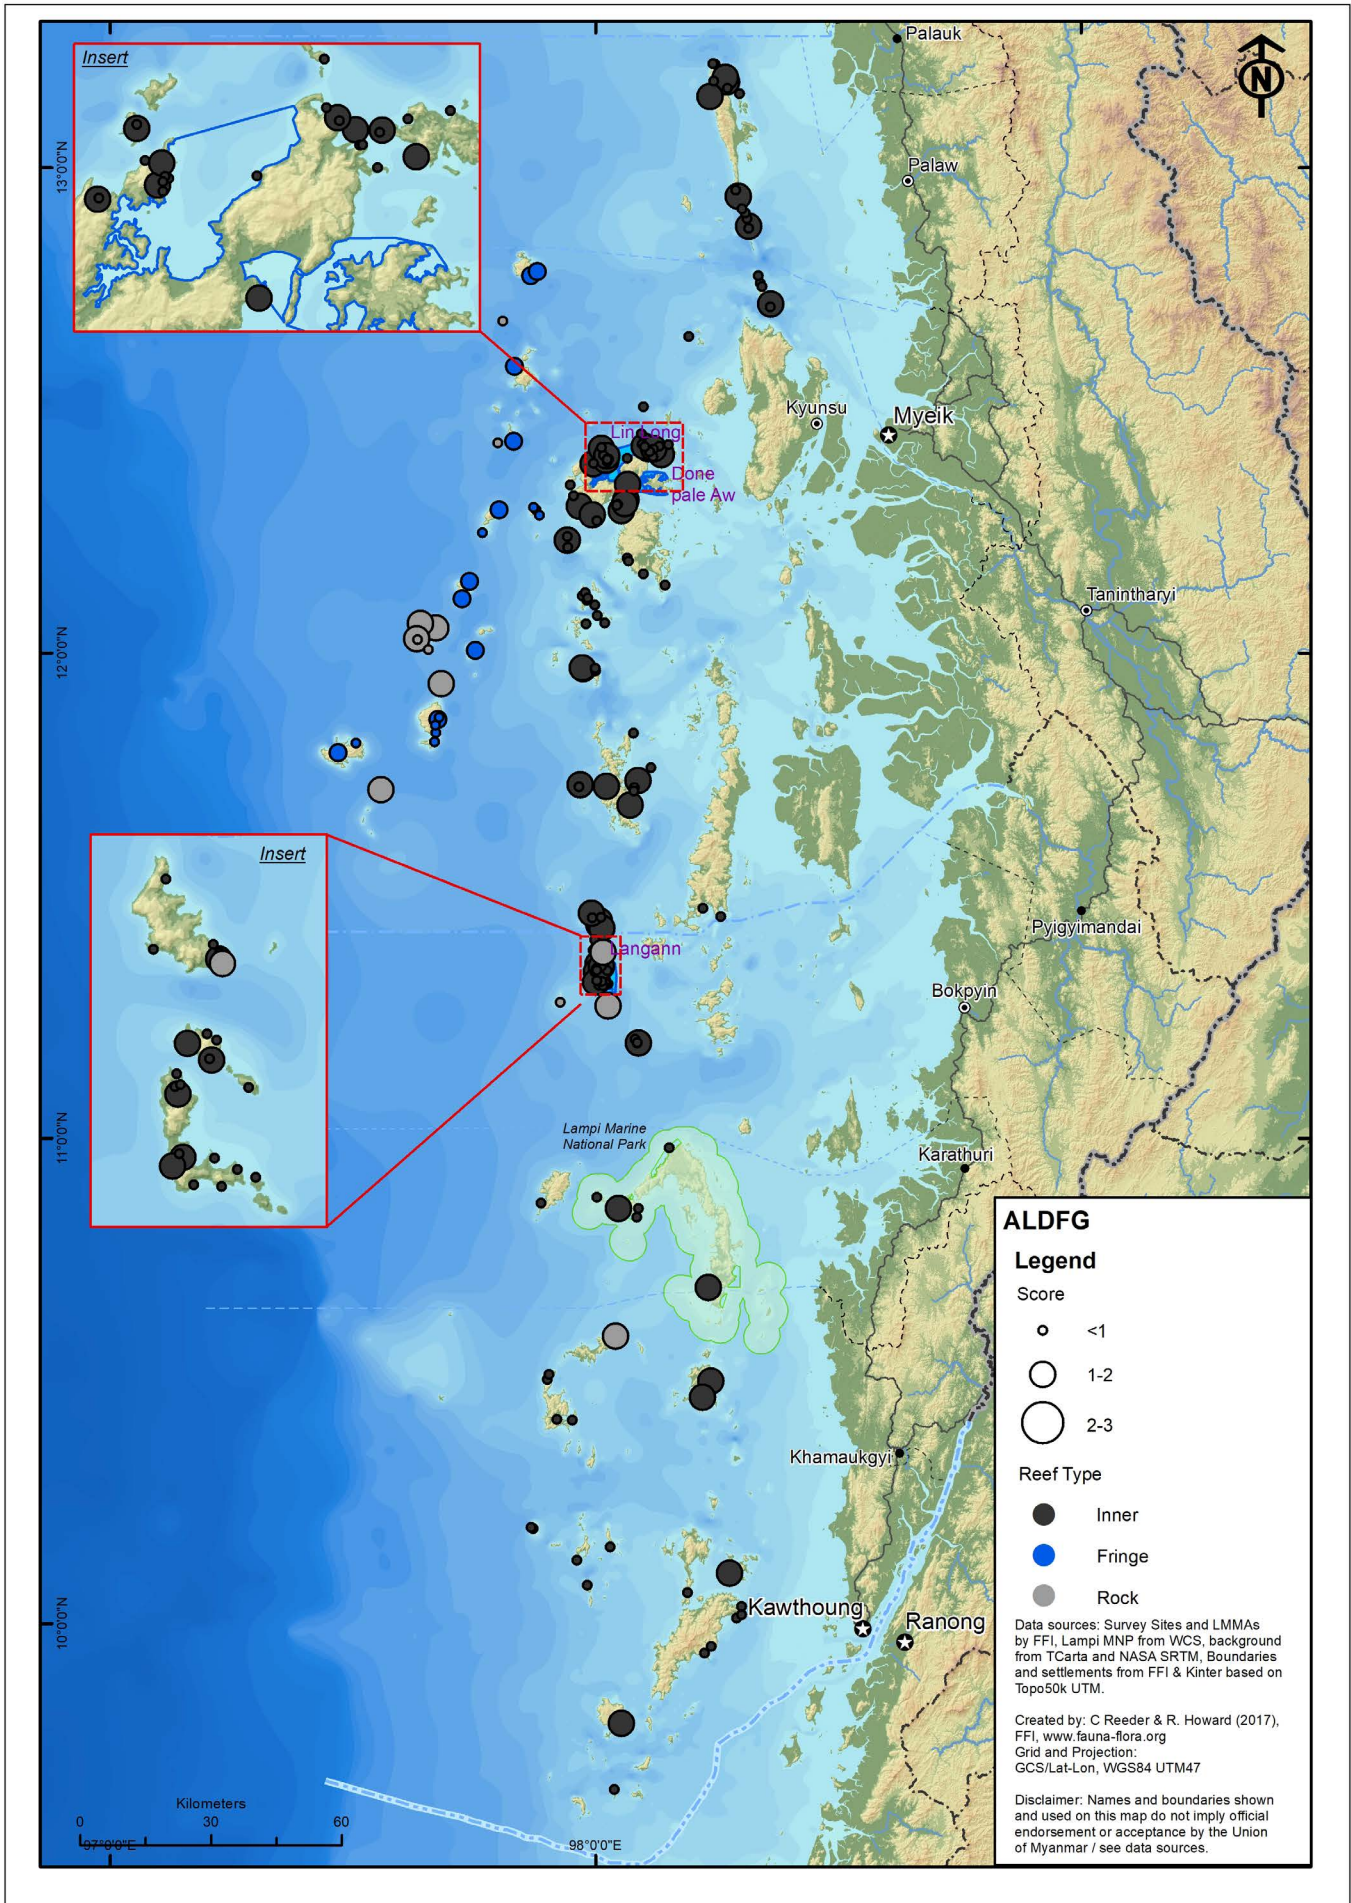 Insert
Palauk
N
13°0'0"N
Palaw
Kyunsu
Myeik
Lin Long
Done
pale Aw
Tanintharyi
12°0'0"N
Insert
Pyigyimandai
Langann
Bokpyin
Lampi Marine
National Park
11°0'0"N
Karathuri
Khamaukgyi
Kawthoung
Ranong
10°0'0"N
Kilometers
0 30 60
97°0'0"E
98°0'0"E
ALDFG
Legend
Score
<1
1-2
2-3
Reef Type
Inner
Fringe
Rock
Data sources: Survey Sites and LMMAs
by FFI, Lampi MNP from WCS, background
from TCarta and NASA SRTM, Boundaries
and settlements from FFI & Kinter based on
Topo50k UTM.
Created by: C Reeder & R. Howard (2017),
FFI, www.fauna-flora.org
Grid and Projection:
GCS/Lat-Lon, WGS84 UTM47
Disclaimer: Names and boundaries shown
and used on this map do not imply official
endorsement or acceptance by the Union
of Myanmar / see data sources.